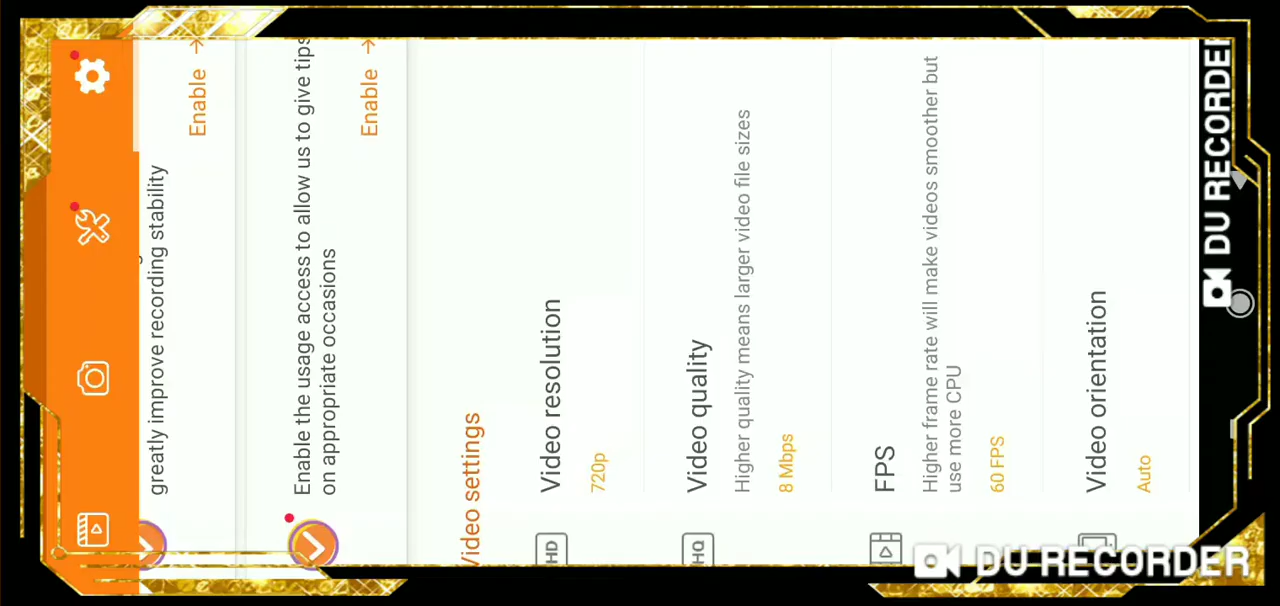 greatly improve recording stability
Enable →
Enable the usage access to allow us to give tips
on appropriate occasions
Enable →
Video settings
HD
Video resolution
720p
HQ
Video quality
Higher quality means larger video file sizes
8 Mbps
FPS
Higher frame rate will make videos smoother but
use more CPU
60 FPS
Video orientation
Auto
DU RECORDER
DU RECORDER